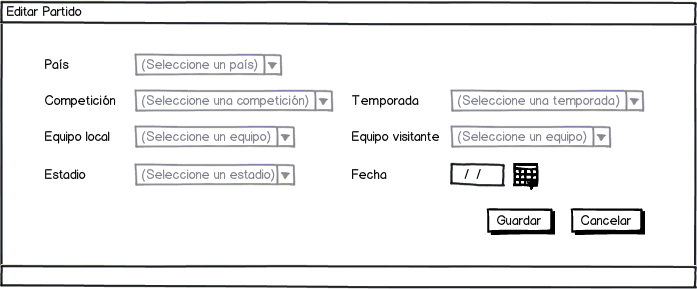 Editar Partido
País (Seleccione un país)
Competición (Seleccione una competición) Temporada (Seleccione una temporada)
Equipo local (Seleccione un equipo) Equipo visitante (Seleccione un equipo)
Estadio (Seleccione un estadio) Fecha / /
Guardar Cancelar